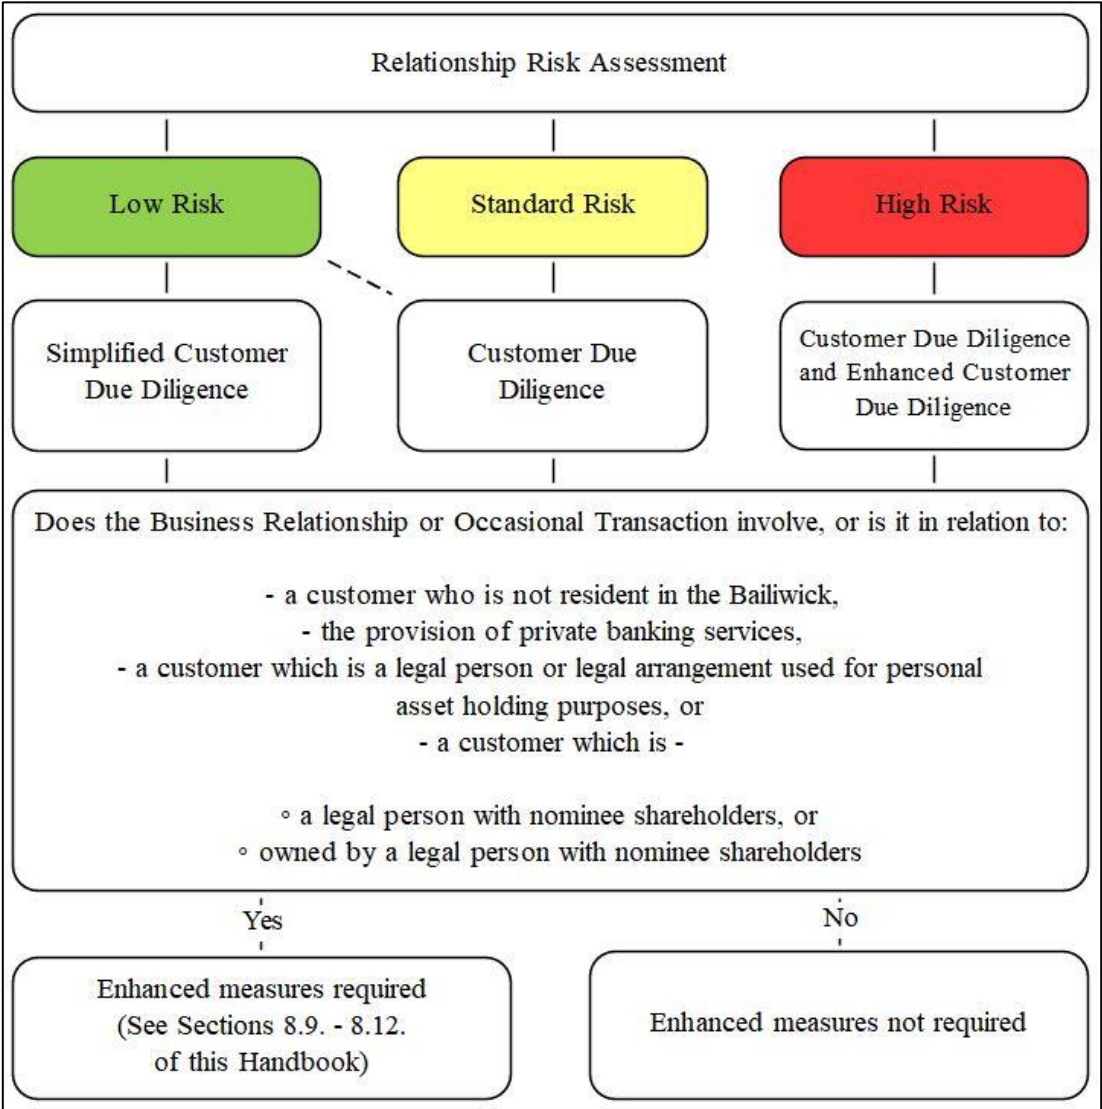 Relationship Risk Assessment
Low Risk
Standard Risk
High Risk
Simplified Customer
Due Diligence
Customer Due
Diligence
Customer Due Diligence
and Enhanced Customer
Due Diligence
Does the Business Relationship or Occasional Transaction involve, or is it in relation to:
- a customer who is not resident in the Bailiwick,
- the provision of private banking services,
- a customer which is a legal person or legal arrangement used for personal
asset holding purposes, or
- a customer which is -
∘ a legal person with nominee shareholders, or
∘ owned by a legal person with nominee shareholders
Yes
No
Enhanced measures required
(See Sections 8.9. - 8.12.
of this Handbook)
Enhanced measures not required